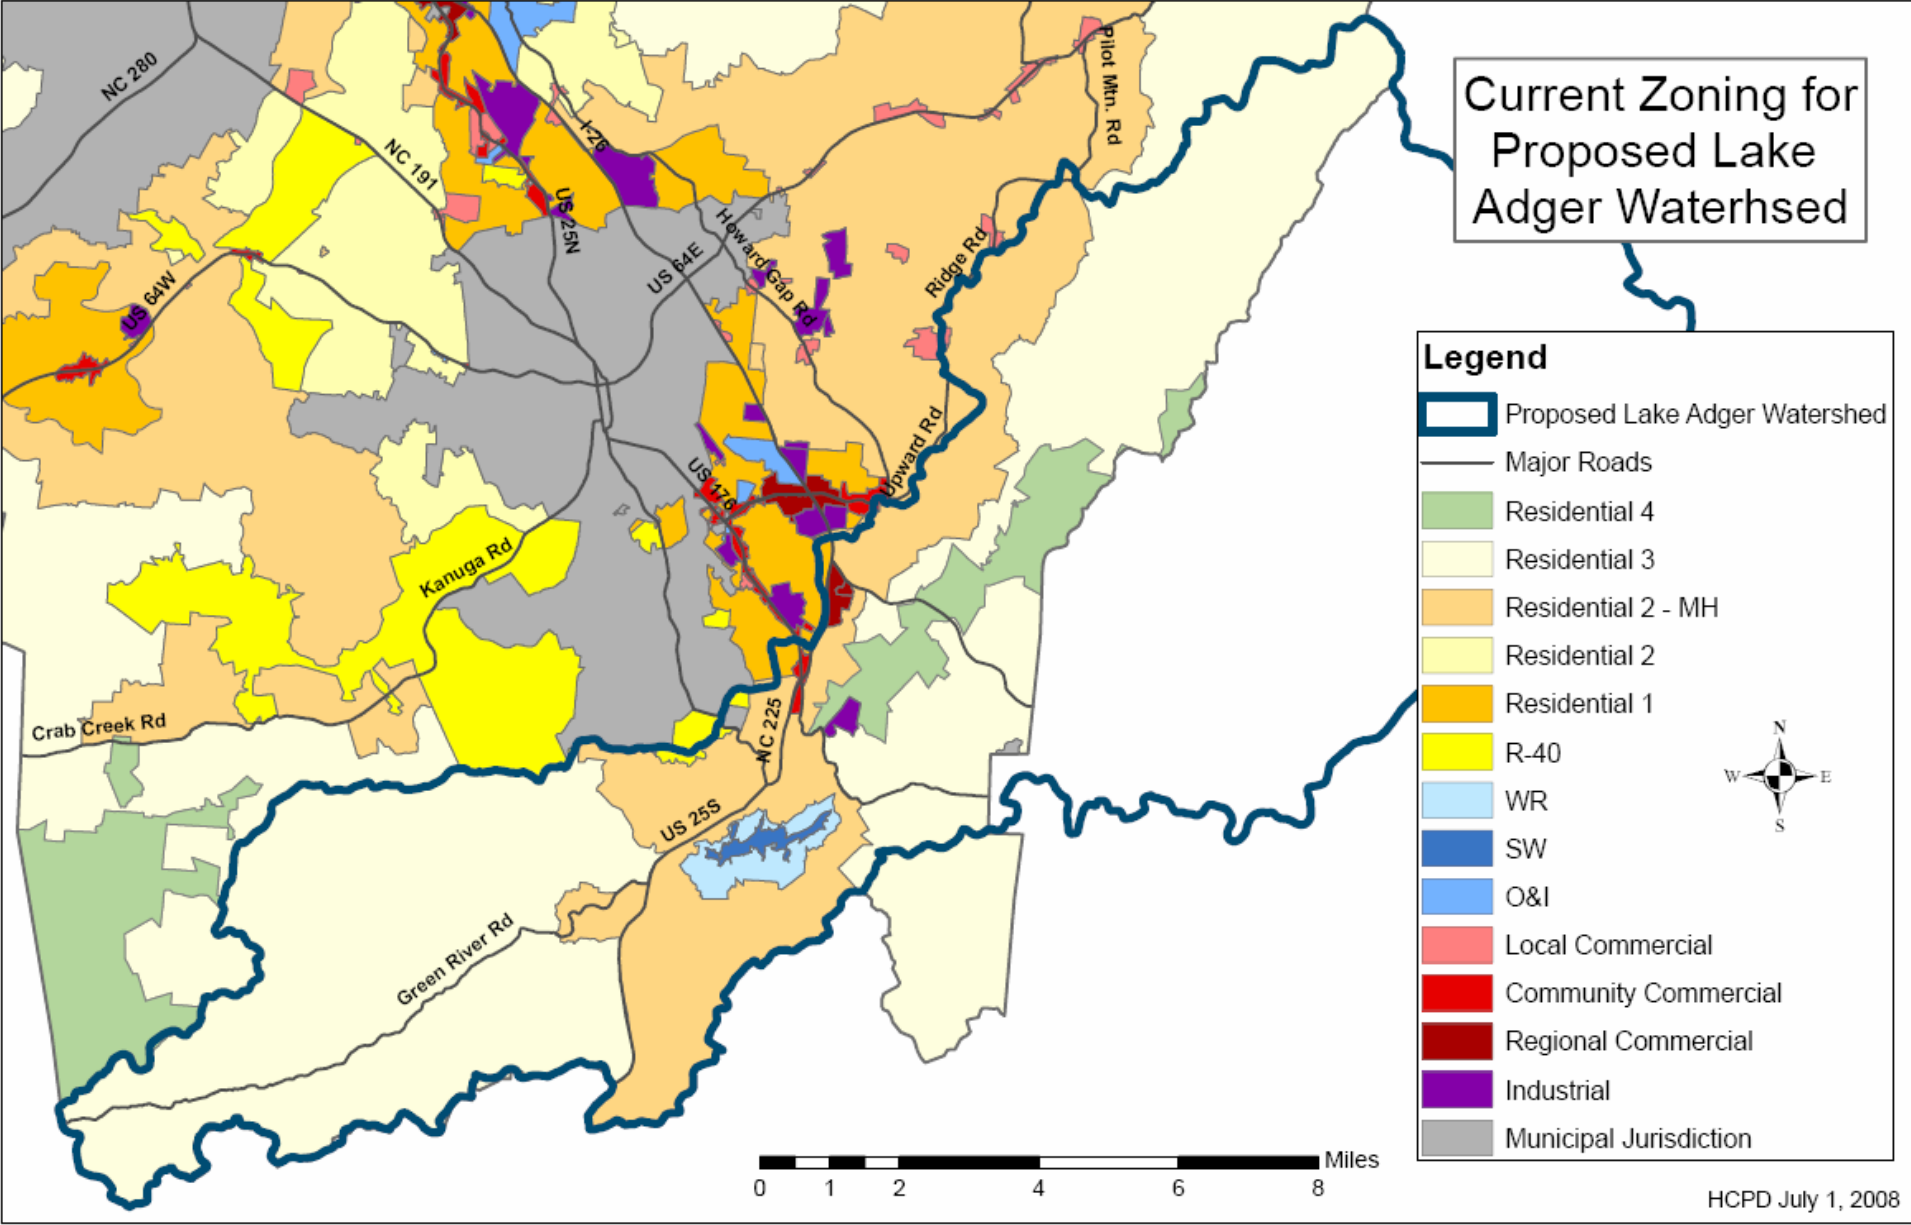 Current Zoning for
Proposed Lake
Adger Waterhsed
NC 280
NC 191
I-26
Pilot Mtn. Rd
US 25N
US 64E
Howard Gap Rd
Ridge Rd
US 64W
Upward Rd
US 176
Kanuga Rd
Crab Creek Rd
NC 225
US 25S
Green River Rd
Legend
Proposed Lake Adger Watershed
Major Roads
Residential 4
Residential 3
Residential 2 - MH
Residential 2
Residential 1
R-40
WR
SW
O&I
Local Commercial
Community Commercial
Regional Commercial
Industrial
Municipal Jurisdiction
N
W E
S
Miles
0 1 2 4 6 8
HCPD July 1, 2008